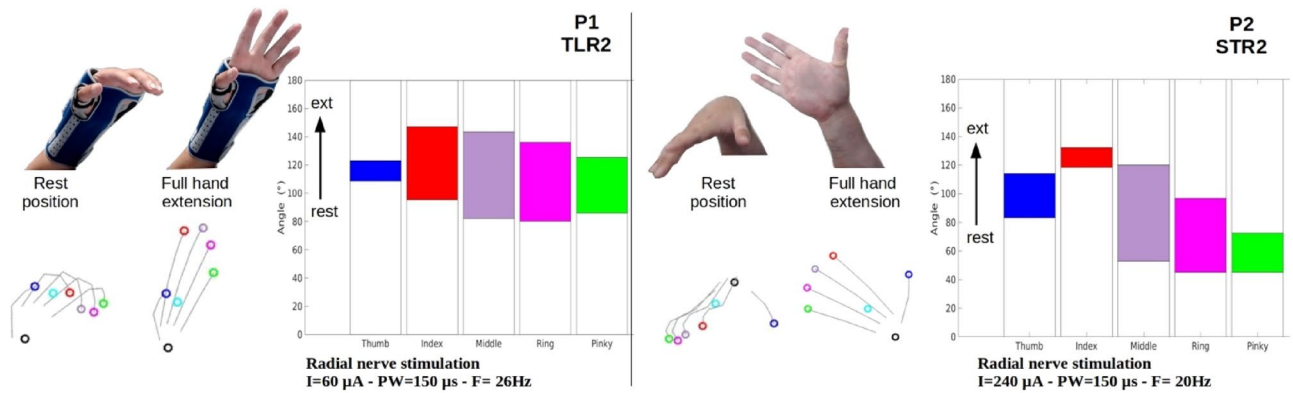 P1
TLR2
Rest
position
Full hand
extension
ext
rest
Angle (°)
180
160
140
120
100
80
60
40
20
0
Thumb Index Middle Ring Pinky
Radial nerve stimulation
I=60 µA - PW=150 µs - F= 26Hz
P2
STR2
Rest
position
Full hand
extension
ext
rest
Angle (°)
180
160
140
120
100
80
60
40
20
0
Thumb Index Middle Ring Pinky
Radial nerve stimulation
I=240 µA - PW=150 µs - F= 20Hz